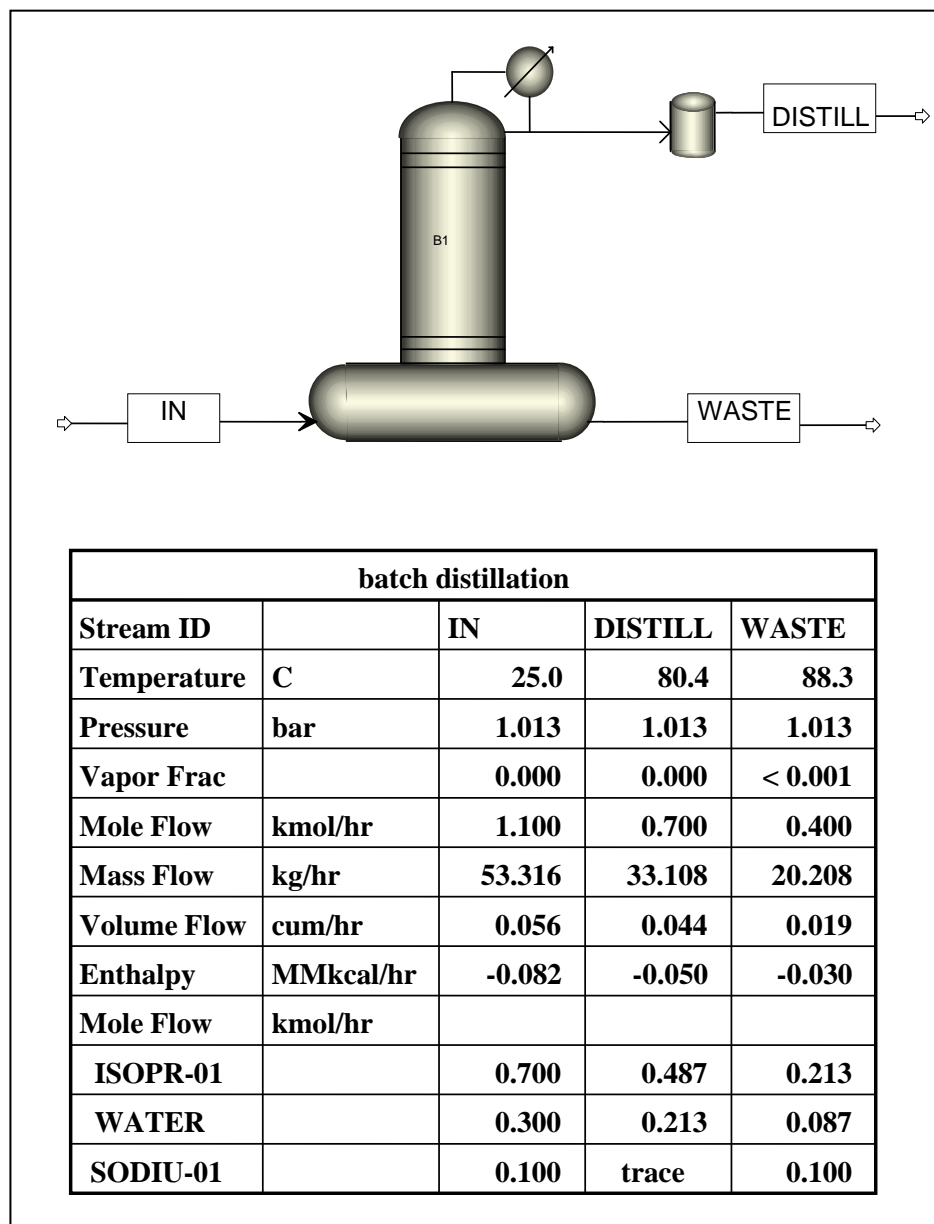 DISTILL
B1
IN
WASTE
batch distillation
Stream ID IN DISTILL WASTE
Temperature C 25.0 80.4 88.3
Pressure bar 1.013 1.013 1.013
Vapor Frac 0.000 0.000 < 0.001
Mole Flow kmol/hr 1.100 0.700 0.400
Mass Flow kg/hr 53.316 33.108 20.208
Volume Flow cum/hr 0.056 0.044 0.019
Enthalpy MMkcal/hr -0.082 -0.050 -0.030
Mole Flow kmol/hr
ISOPR-01 0.700 0.487 0.213
WATER 0.300 0.213 0.087
SODIU-01 0.100 trace 0.100